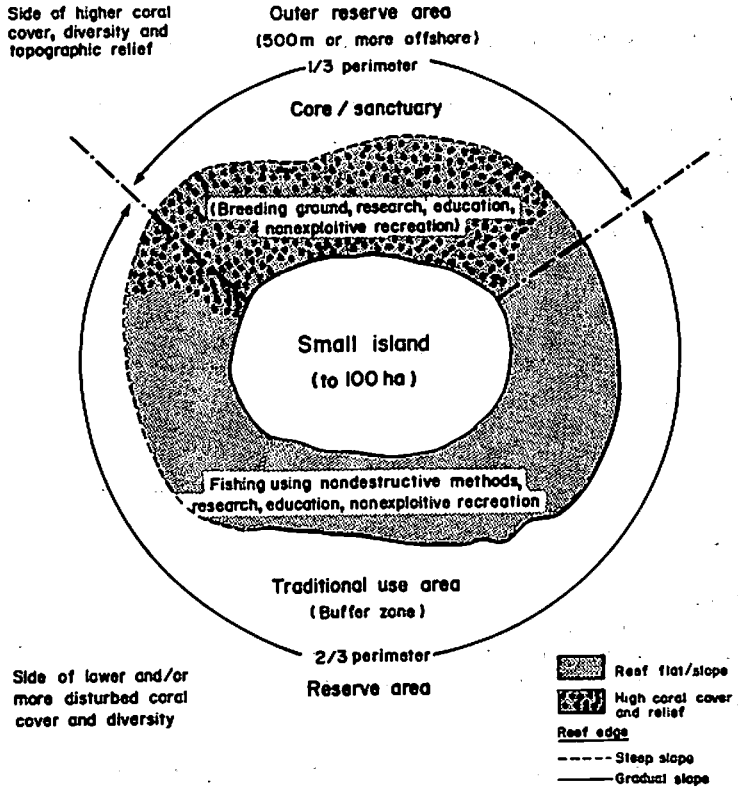 Side of higher coral
cover, diversity and
topographic relief
Outer reserve area
(500m or more offshore)
1/3 perimeter
Core / sanctuary
(Breeding ground, research, education,
nonexploitive recreation)
Small island
(to 100 ha)
Fishing using nondestructive methods,
research, education, nonexploitive recreation
Traditional use area
(Buffer zone)
2/3 perimeter
Reserve area
Side of lower and/or
more disturbed coral
cover and diversity
Reef flat/slope
High coral cover
and relief
Reef edge
Steep slope
Gradual slope